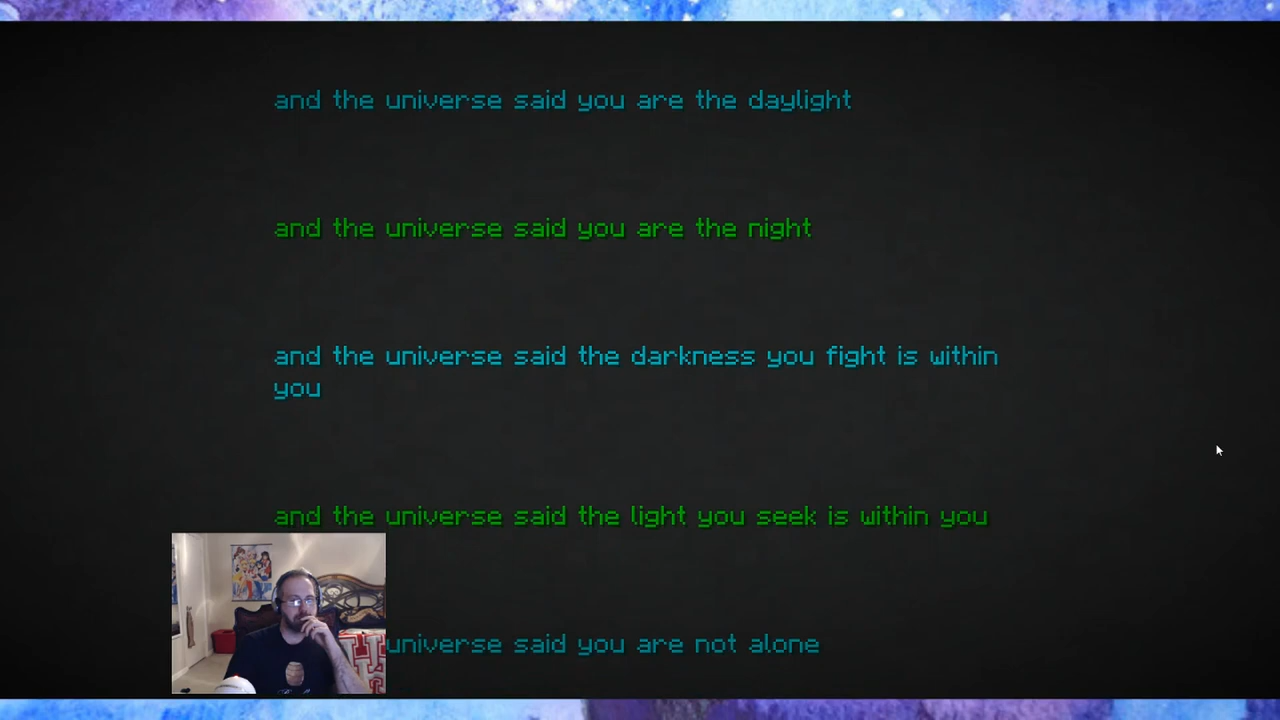 and the universe said you are the daylight
and the universe said you are the night
and the universe said the darkness you fight is within
you
and the universe said the light you seek is within you
universe said you are not alone